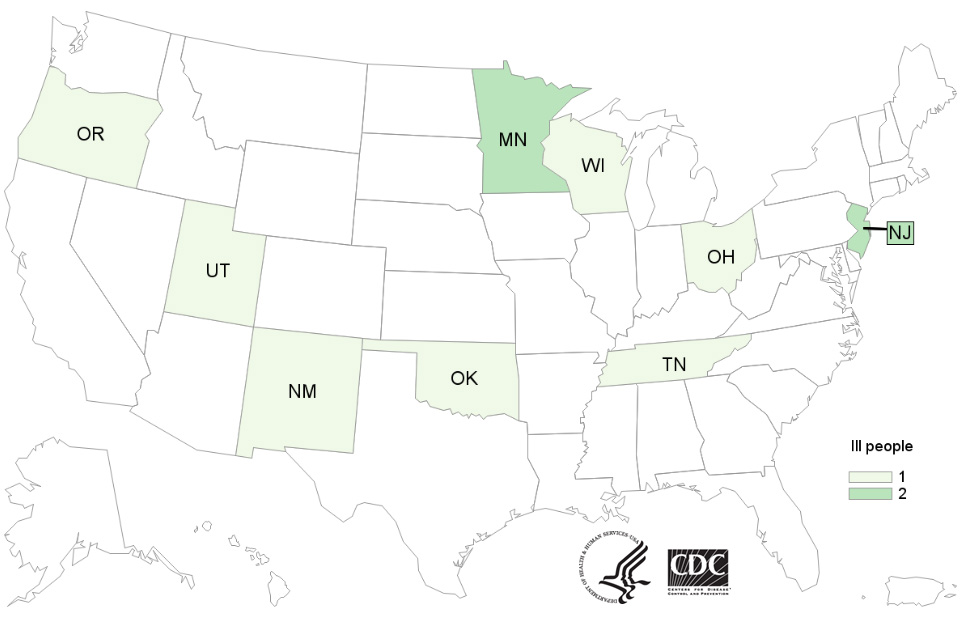 OR
MN
WI
NJ
UT
OH
NM
OK
TN
Ill people
1
2
DEPARTMENT OF HEALTH & HUMAN SERVICES·USA
CDC
CENTERS FOR DISEASE
CONTROL AND PREVENTION